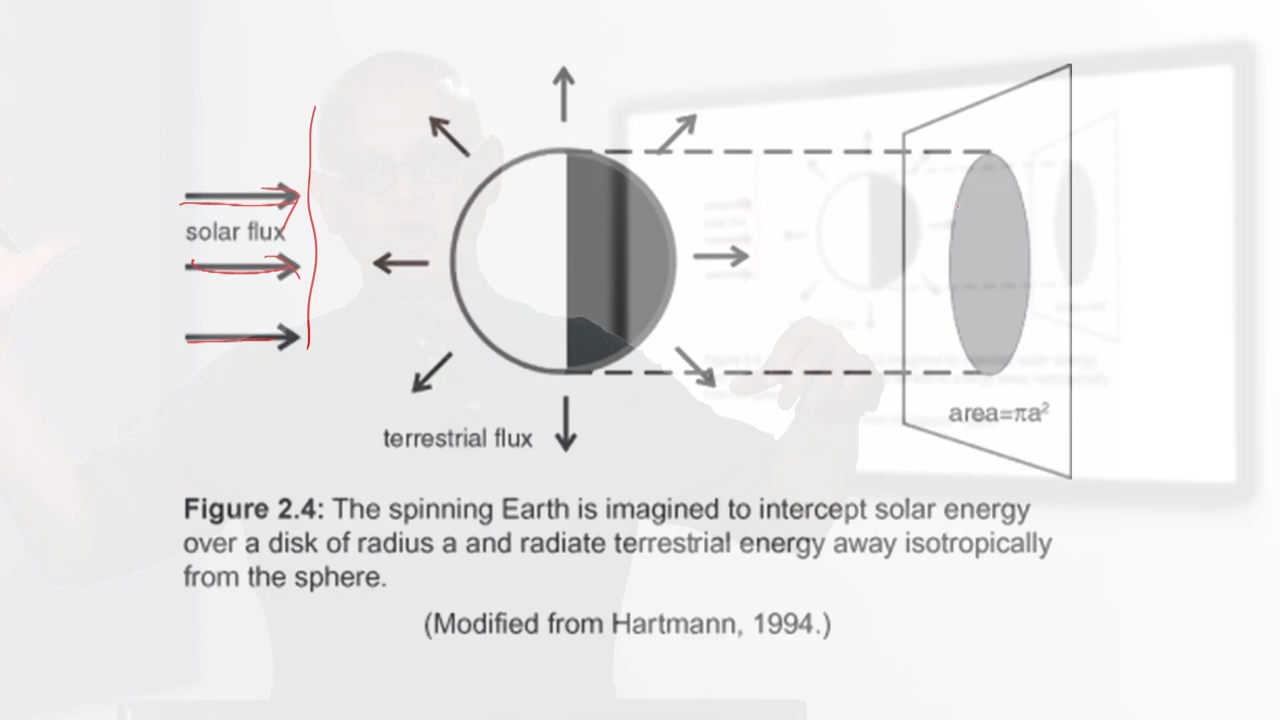 solar flux
terrestrial flux
area=πa²
Figure 2.4: The spinning Earth is imagined to intercept solar energy
over a disk of radius a and radiate terrestrial energy away isotropically
from the sphere.
(Modified from Hartmann, 1994.)